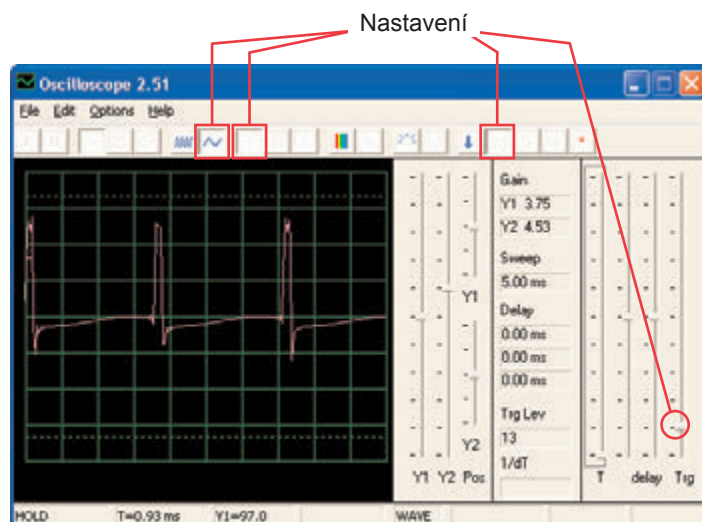 Nastavení
Oscilloscope 2.51
File Edit Options Help
Gain
Y1 3.75
Y2 4.53
Sweep
5.00 ms
Delay
0.00 ms
0.00 ms
0.00 ms
Trg Lev
13
1/dT
Y1
Y2
Y1 Y2 Pos
T delay Trg
HOLD T=0.93 ms Y1=97.0 WAVE